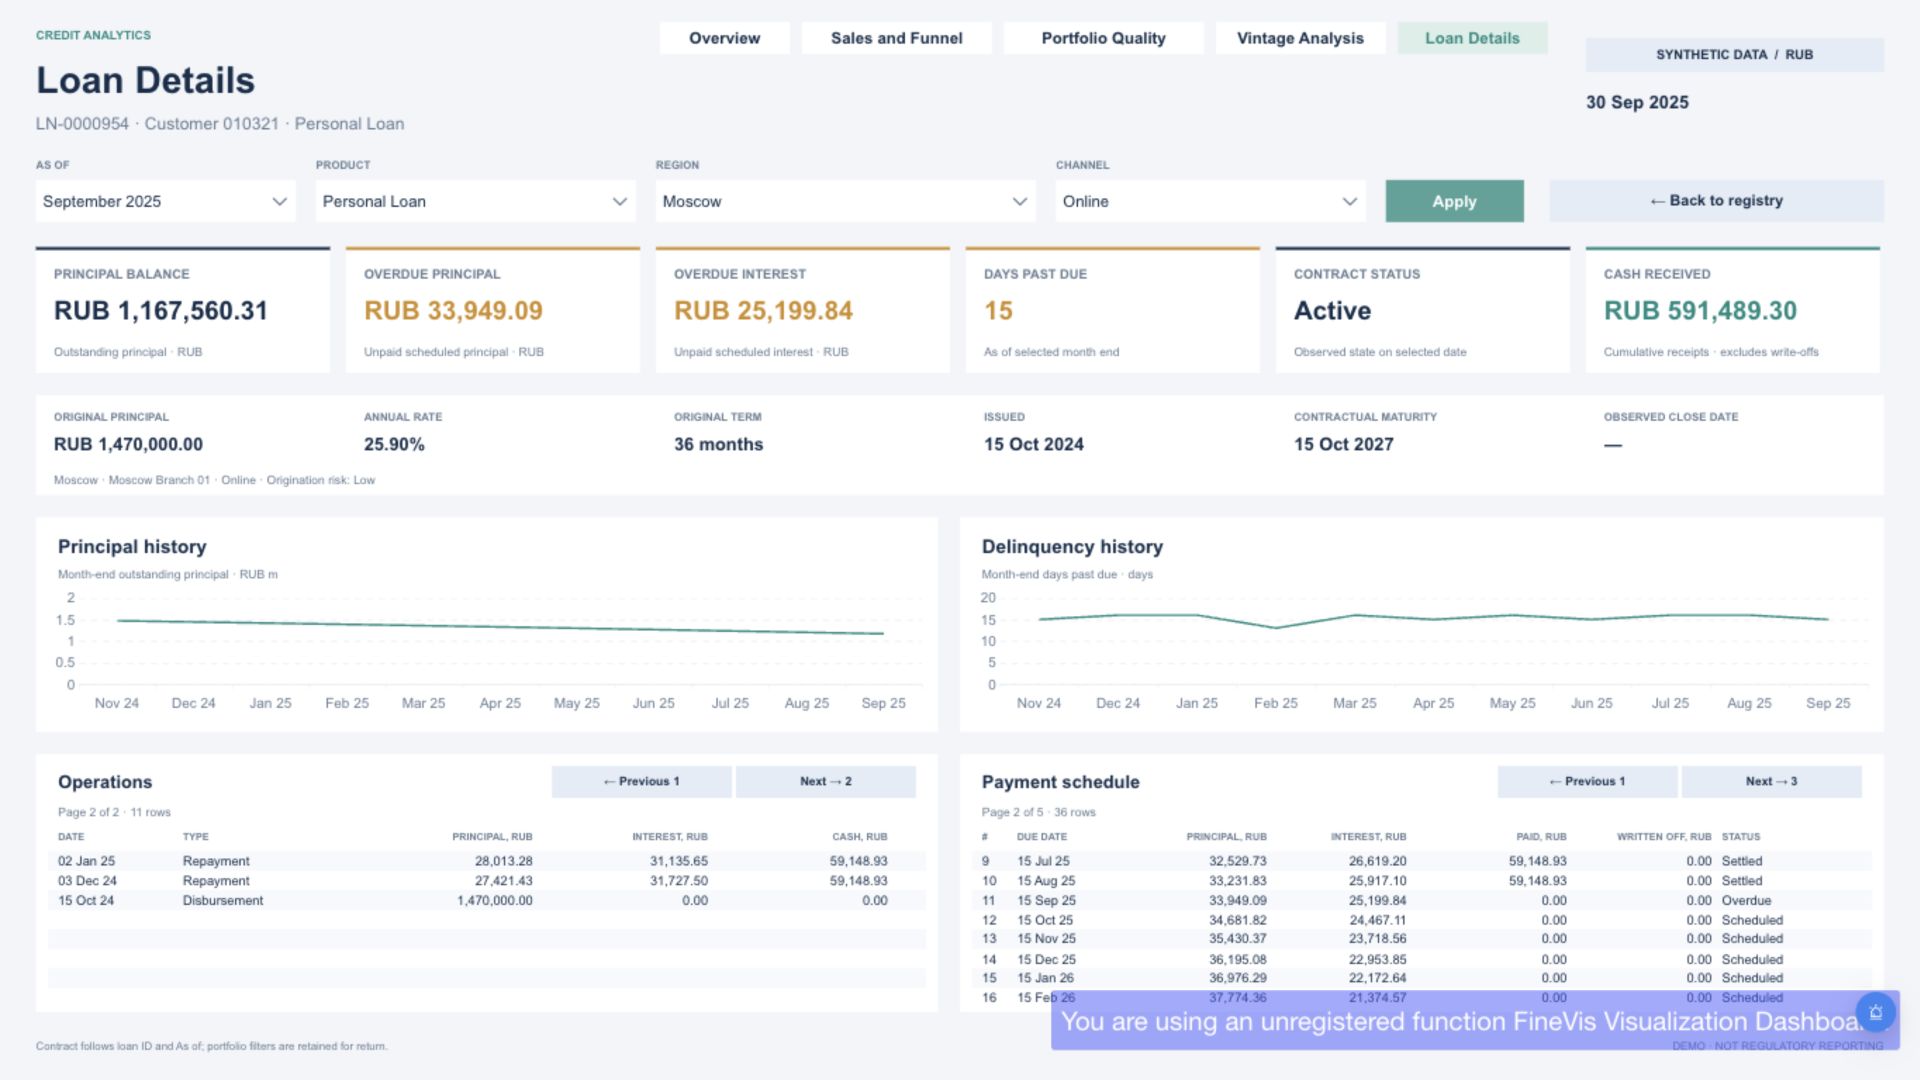 CREDIT ANALYTICS
Overview
Sales and Funnel
Portfolio Quality
Vintage Analysis
Loan Details
SYNTHETIC DATA / RUB
Loan Details
30 Sep 2025
LN-0000954 · Customer 010321 · Personal Loan
AS OF
PRODUCT
REGION
CHANNEL
September 2025
Personal Loan
Moscow
Online
Apply
← Back to registry
PRINCIPAL BALANCE
RUB 1,167,560.31
Outstanding principal · RUB
OVERDUE PRINCIPAL
RUB 33,949.09
Unpaid scheduled principal · RUB
OVERDUE INTEREST
RUB 25,199.84
Unpaid scheduled interest · RUB
DAYS PAST DUE
15
As of selected month end
CONTRACT STATUS
Active
Observed state on selected date
CASH RECEIVED
RUB 591,489.30
Cumulative receipts · excludes write-offs
ORIGINAL PRINCIPAL
RUB 1,470,000.00
ANNUAL RATE
25.90%
ORIGINAL TERM
36 months
ISSUED
15 Oct 2024
CONTRACTUAL MATURITY
15 Oct 2027
OBSERVED CLOSE DATE
—
Moscow · Moscow Branch 01 · Online · Origination risk: Low
Principal history
Month-end outstanding principal · RUB m
2
1.5
1
0.5
0
Nov 24 Dec 24 Jan 25 Feb 25 Mar 25 Apr 25 May 25 Jun 25 Jul 25 Aug 25 Sep 25
Delinquency history
Month-end days past due · days
20
15
10
5
0
Nov 24 Dec 24 Jan 25 Feb 25 Mar 25 Apr 25 May 25 Jun 25 Jul 25 Aug 25 Sep 25
Operations
← Previous 1
Next → 2
Page 2 of 2 · 11 rows
DATE TYPE PRINCIPAL, RUB INTEREST, RUB CASH, RUB
02 Jan 25 Repayment 28,013.28 31,135.65 59,148.93
03 Dec 24 Repayment 27,421.43 31,727.50 59,148.93
15 Oct 24 Disbursement 1,470,000.00 0.00 0.00
Payment schedule
← Previous 1
Next → 3
Page 2 of 5 · 36 rows
# DUE DATE PRINCIPAL, RUB INTEREST, RUB PAID, RUB WRITTEN OFF, RUB STATUS
9 15 Jul 25 32,529.73 26,619.20 59,148.93 0.00 Settled
10 15 Aug 25 33,231.83 25,917.10 59,148.93 0.00 Settled
11 15 Sep 25 33,949.09 25,199.84 0.00 0.00 Overdue
12 15 Oct 25 34,681.82 24,467.11 0.00 0.00 Scheduled
13 15 Nov 25 35,430.37 23,718.56 0.00 0.00 Scheduled
14 15 Dec 25 36,195.08 22,953.85 0.00 0.00 Scheduled
15 15 Jan 26 36,976.29 22,172.64 0.00 0.00 Scheduled
16 15 Feb 26 37,774.36 21,374.57 0.00 0.00 Scheduled
You are using an unregistered function FineVis Visualization
Contract follows loan ID and As of; portfolio filters are retained for return.
DEMO · NOT REGULATORY REPORTING